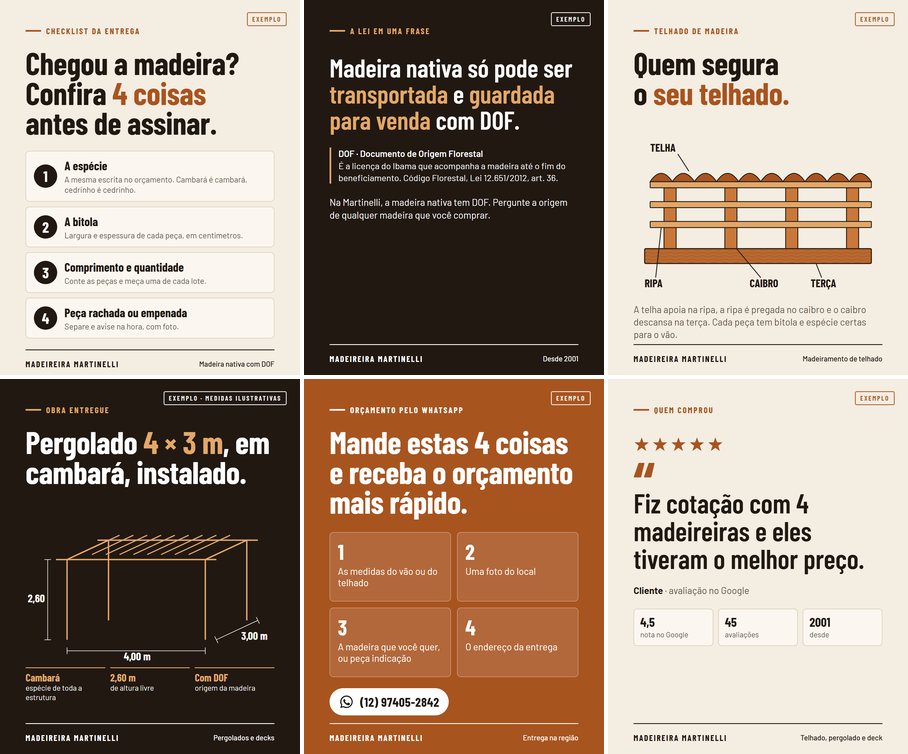 EXEMPLO
CHECKLIST DA ENTREGA
Chegou a madeira?
Confira 4 coisas
antes de assinar.
1
A espécie
A mesma escrita no orçamento. Cambará é cambará,
cedrinho é cedrinho.
2
A bitola
Largura e espessura de cada peça, em centímetros.
3
Comprimento e quantidade
Conte as peças e meça uma de cada lote.
4
Peça rachada ou empenada
Separe e avise na hora, com foto.
MADEIREIRA MARTINELLI
Madeira nativa com DOF
EXEMPLO
A LEI EM UMA FRASE
Madeira nativa só pode ser
transportada e guardada
para venda com DOF.
DOF · Documento de Origem Florestal
É a licença do Ibama que acompanha a madeira até o fim do
beneficiamento. Código Florestal, Lei 12.651/2012, art. 36.
Na Martinelli, a madeira nativa tem DOF. Pergunte a origem
de qualquer madeira que você comprar.
MADEIREIRA MARTINELLI
Desde 2001
EXEMPLO
TELHADO DE MADEIRA
Quem segura
o seu telhado.
TELHA
RIPA
CAIBRO
TERÇA
A telha apoia na ripa, a ripa é pregada no caibro e o caibro
descansa na terça. Cada peça tem bitola e espécie certas
para o vão.
MADEIREIRA MARTINELLI
Madeiramento de telhado
EXEMPLO · MEDIDAS ILUSTRATIVAS
OBRA ENTREGUE
Pergolado 4 × 3 m, em
cambará, instalado.
2,60
3,00 m
4,00 m
Cambará
espécie de toda a
estrutura
2,60 m
de altura livre
Com DOF
origem da madeira
MADEIREIRA MARTINELLI
Pergolados e decks
EXEMPLO
ORÇAMENTO PELO WHATSAPP
Mande estas 4 coisas
e receba o orçamento
mais rápido.
1
As medidas do vão ou do
telhado
2
Uma foto do local
3
A madeira que você quer,
ou peça indicação
4
O endereço da entrega
(12) 97405-2842
MADEIREIRA MARTINELLI
Entrega na região
EXEMPLO
QUEM COMPROU
Fiz cotação com 4
madeireiras e eles
tiveram o melhor preço.
Cliente · avaliação no Google
4,5
nota no Google
45
avaliações
2001
desde
MADEIREIRA MARTINELLI
Telhado, pergolado e deck